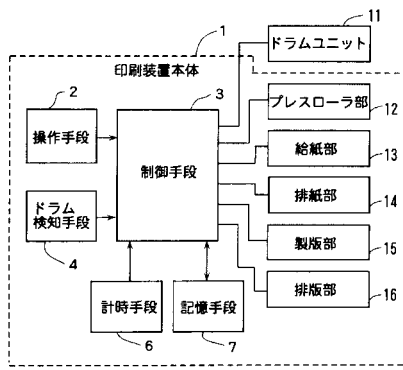 1
11
ドラムユニット
印刷装置本体
2
3
操作手段
制御手段
プレスローラ部
12
給紙部
13
ドラム
検知手段
4
排紙部
14
製版部
15
計時手段
6
記憶手段
7
排版部
16